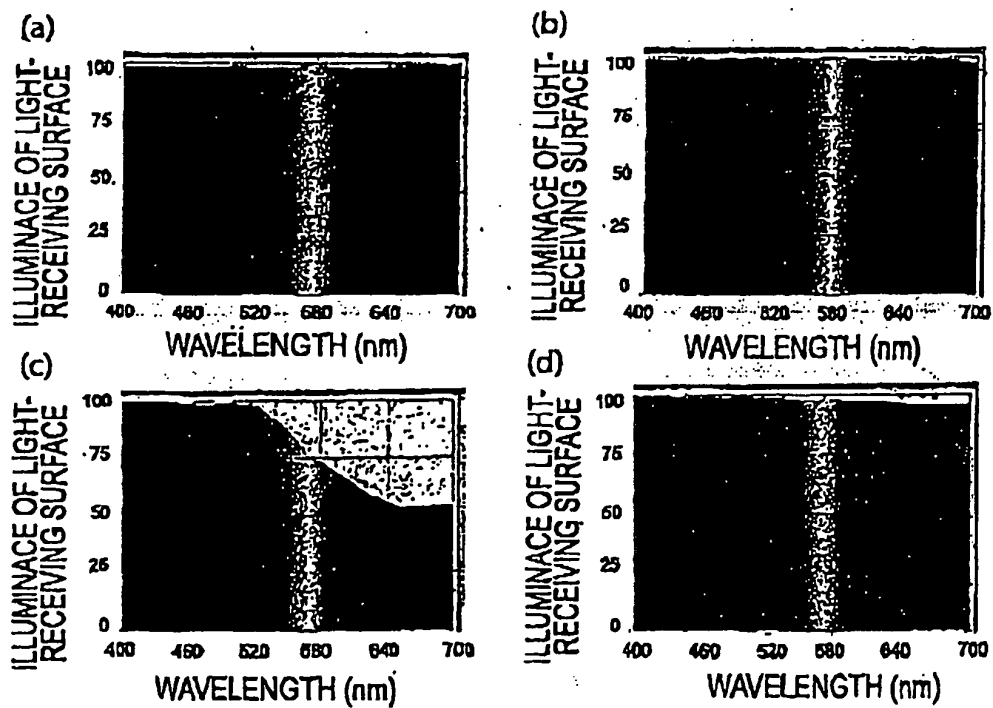 (a)
ILLUMINACE OF LIGHT-
RECEIVING SURFACE
100
75
50
25
0
400 460 520 580 640 700
WAVELENGTH (nm)
(b)
ILLUMINACE OF LIGHT-
RECEIVING SURFACE
100
75
50
25
0
400 460 520 580 640 700
WAVELENGTH (nm)
(c)
ILLUMINACE OF LIGHT-
RECEIVING SURFACE
100
75
50
25
0
400 460 520 580 640 700
WAVELENGTH (nm)
(d)
ILLUMINACE OF LIGHT-
RECEIVING SURFACE
100
75
50
25
0
400 460 520 580 640 700
WAVELENGTH (nm)